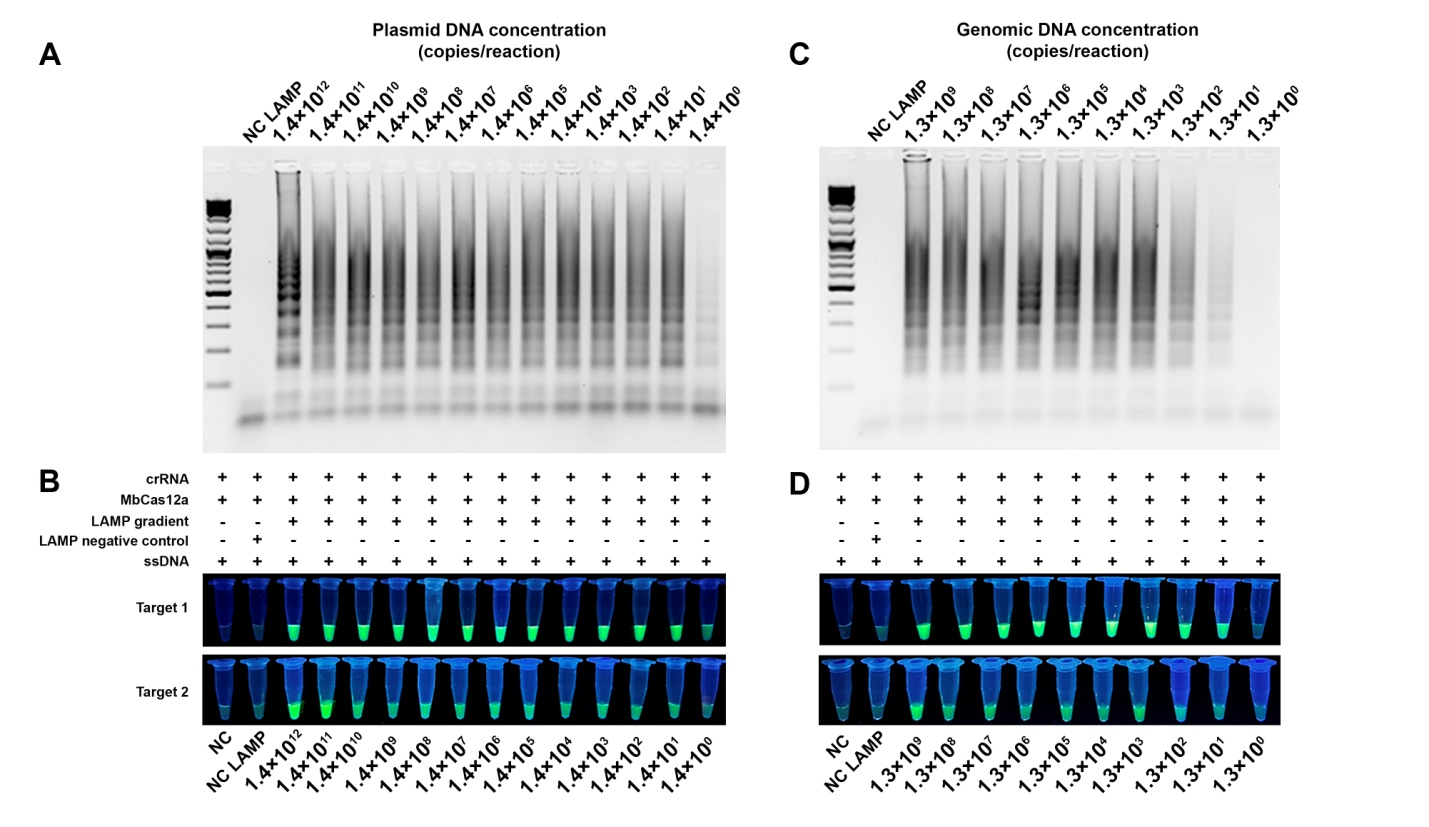 Plasmid DNA concentration
(copies/reaction)
A
NC LAMP 1.4×10¹² 1.4×10¹¹ 1.4×10¹⁰ 1.4×10⁹ 1.4×10⁸ 1.4×10⁷ 1.4×10⁶ 1.4×10⁵ 1.4×10⁴ 1.4×10³ 1.4×10² 1.4×10¹ 1.4×10⁰
Genomic DNA concentration
(copies/reaction)
C
NC LAMP 1.3×10⁹ 1.3×10⁸ 1.3×10⁷ 1.3×10⁶ 1.3×10⁵ 1.3×10⁴ 1.3×10³ 1.3×10² 1.3×10¹ 1.3×10⁰
B
crRNA + + + + + + + + + + + + + + +
MbCas12a + + + + + + + + + + + + + + +
LAMP gradient - - + + + + + + + + + + + + +
LAMP negative control - + - - - - - - - - - - - - -
ssDNA + + + + + + + + + + + + + + +
Target 1
Target 2
NC NC LAMP 1.4×10¹² 1.4×10¹¹ 1.4×10¹⁰ 1.4×10⁹ 1.4×10⁸ 1.4×10⁷ 1.4×10⁶ 1.4×10⁵ 1.4×10⁴ 1.4×10³ 1.4×10² 1.4×10¹ 1.4×10⁰
D
+ + + + + + + + + + + +
+ + + + + + + + + + + +
- - + + + + + + + + + +
- + - - - - - - - - - -
+ + + + + + + + + + + +
NC NC LAMP 1.3×10⁹ 1.3×10⁸ 1.3×10⁷ 1.3×10⁶ 1.3×10⁵ 1.3×10⁴ 1.3×10³ 1.3×10² 1.3×10¹ 1.3×10⁰